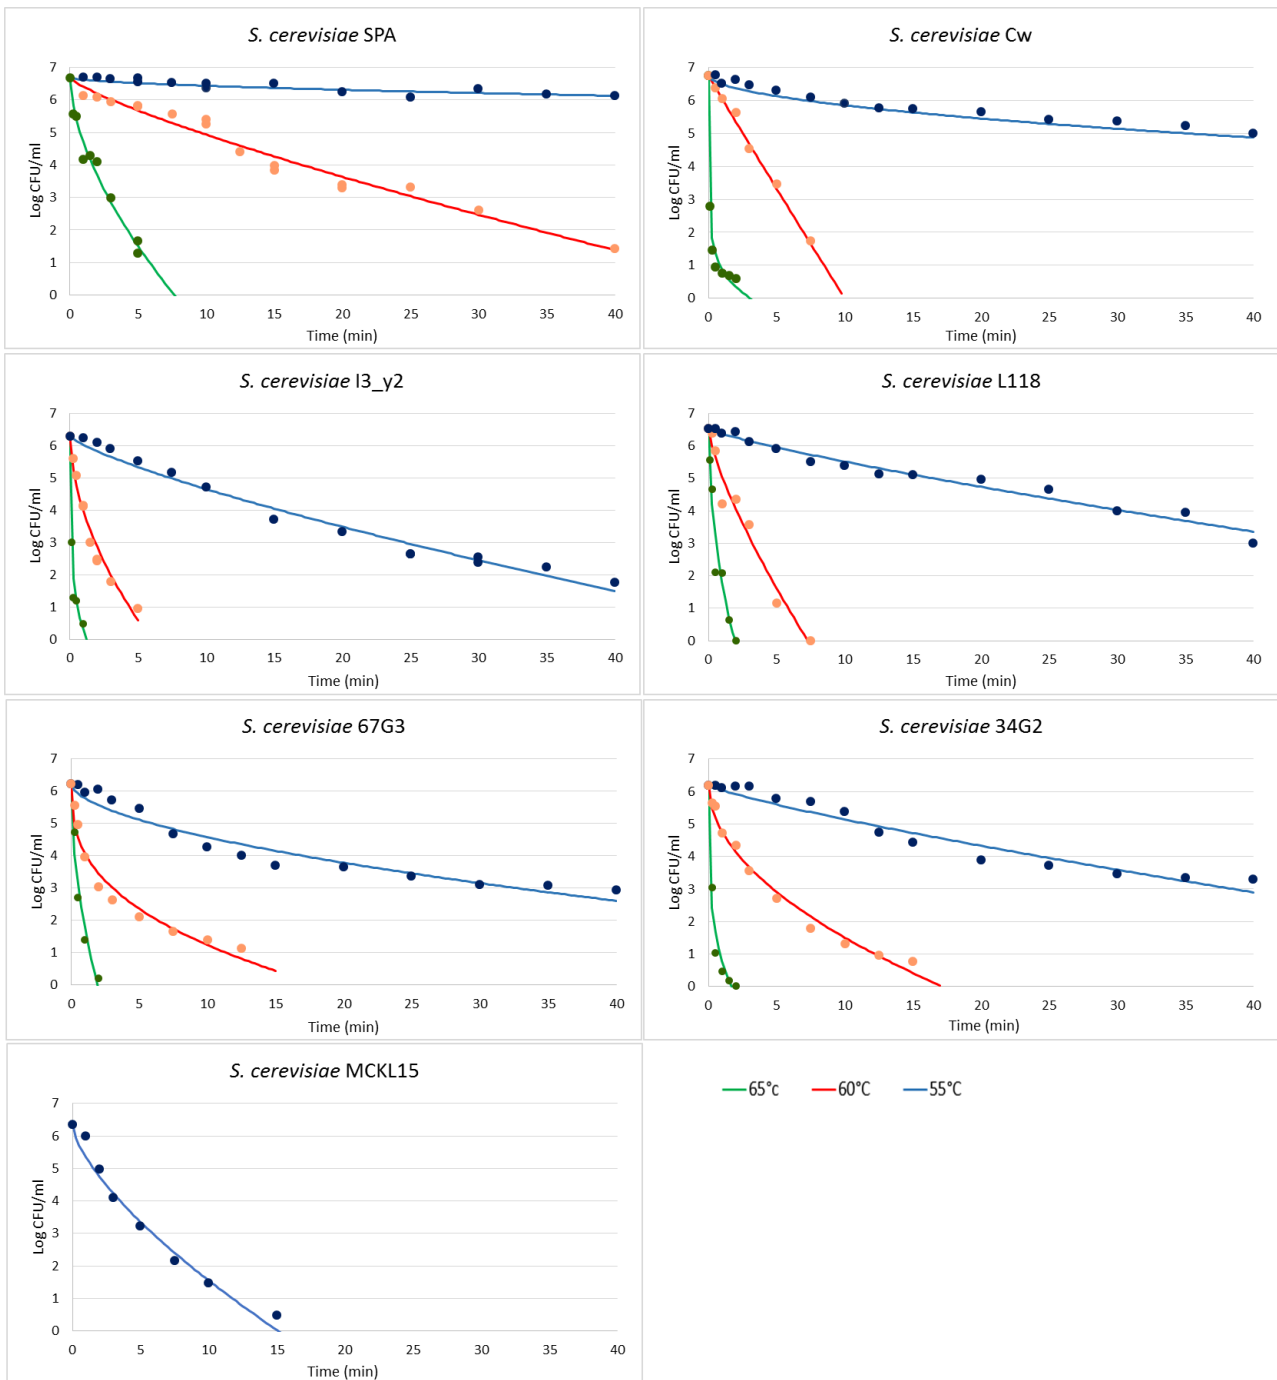 S. cerevisiae SPA
7
6
5
4
3
2
1
0
Log CFU/ml
0 5 10 15 20 25 30 35 40
Time (min)
S. cerevisiae Cw
7
6
5
4
3
2
1
0
Log CFU/ml
0 5 10 15 20 25 30 35 40
Time (min)
S. cerevisiae I3_y2
7
6
5
4
3
2
1
0
Log CFU/ml
0 5 10 15 20 25 30 35 40
Time (min)
S. cerevisiae L118
7
6
5
4
3
2
1
0
Log CFU/ml
0 5 10 15 20 25 30 35 40
Time (min)
S. cerevisiae 67G3
7
6
5
4
3
2
1
0
Log CFU/ml
0 5 10 15 20 25 30 35 40
Time (min)
S. cerevisiae 34G2
7
6
5
4
3
2
1
0
Log CFU/ml
0 5 10 15 20 25 30 35 40
Time (min)
S. cerevisiae MCKL15
7
6
5
4
3
2
1
0
Log CFU/ml
0 5 10 15 20 25 30 35 40
Time (min)
65°c 60°C 55°C